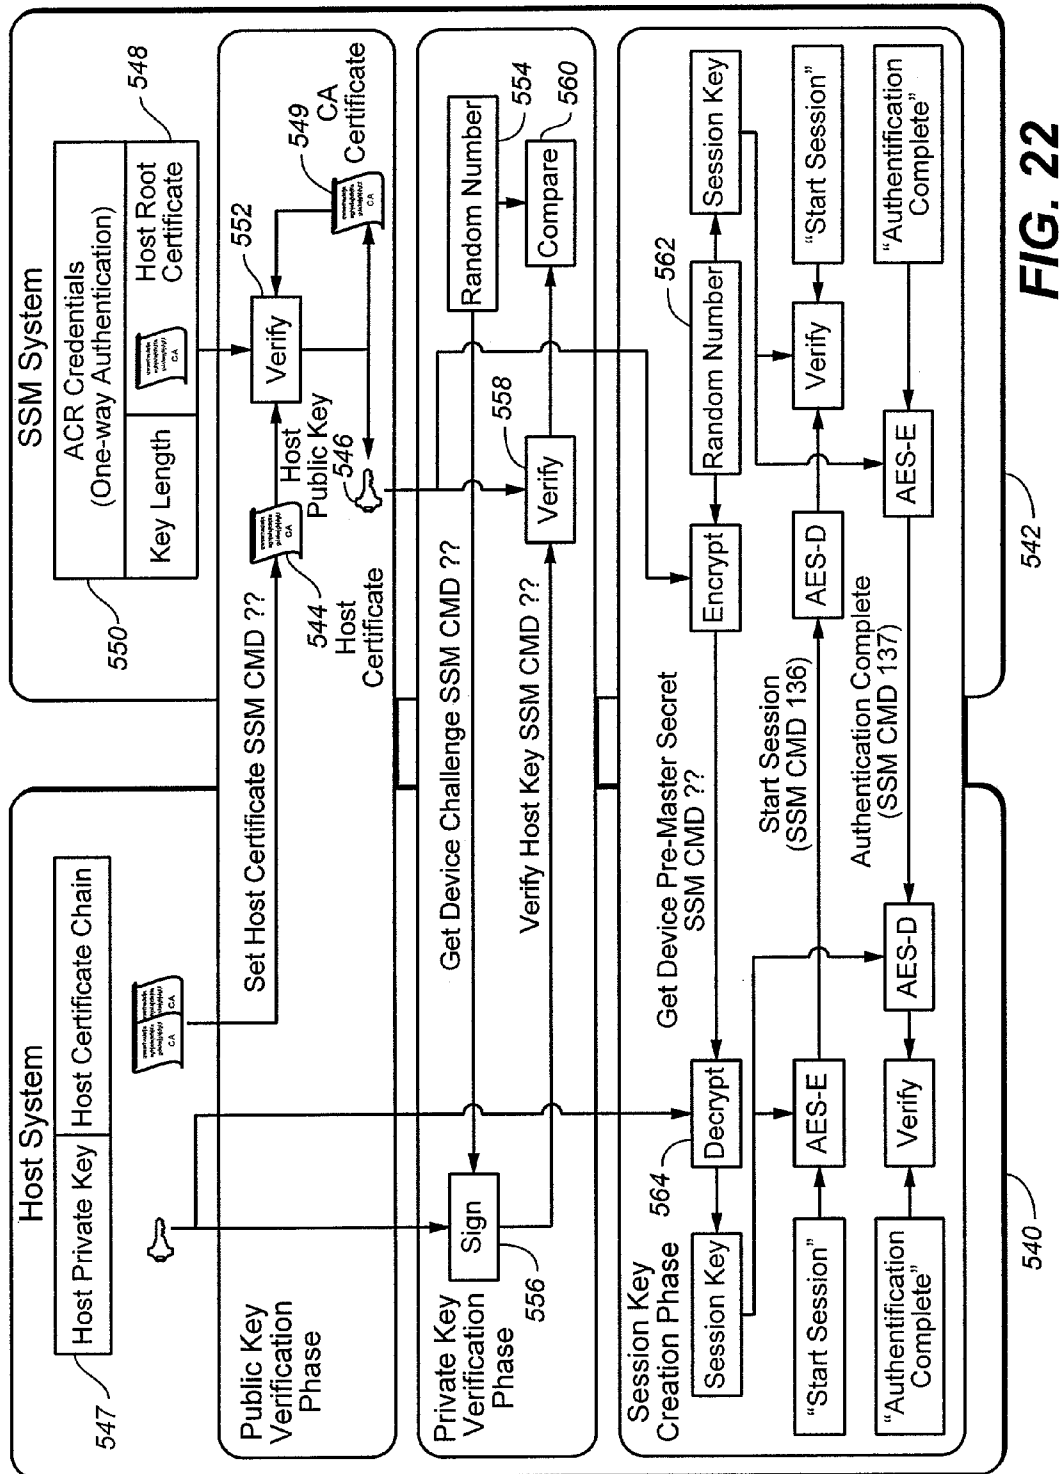 Host System
Host Private Key
Host Certificate Chain
547
SSM System
ACR Credentials
(One-way Authentication)
Key Length
Host Root
Certificate
CA
548
550
Public Key
Verification
Phase
CA
CA
Set Host Certificate SSM CMD ??
CA
544
Host
Certificate
Host
Public Key
546
Verify
552
CA
549
CA
Certificate
Private Key
Verification
Phase
Sign
556
Get Device Challenge SSM CMD ??
Verify Host Key SSM CMD ??
Random Number
554
Verify
558
Compare
560
Session Key
Creation Phase
564
Session Key
Decrypt
Get Device Pre-Master Secret
SSM CMD ??
Encrypt
Random Number
562
Session Key
"Start Session"
AES-E
Start Session
(SSM CMD 136)
AES-D
Verify
"Start Session"
"Authentification
Complete"
Verify
AES-D
Authentication Complete
(SSM CMD 137)
AES-E
"Authentification
Complete"
540
542
FIG. 22